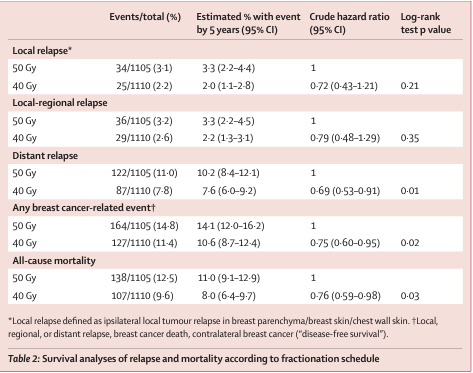 Events/total (%) Estimated % with event by 5 years (95% CI) Crude hazard ratio (95% CI) Log-rank test p value
Local relapse*
50 Gy 34/1105 (3·1) 3·3 (2·2–4·4) 1
40 Gy 25/1110 (2·2) 2·0 (1·1–2·8) 0·72 (0·43–1·21) 0·21
Local-regional relapse
50 Gy 36/1105 (3·2) 3·3 (2·2–4·5) 1
40 Gy 29/1110 (2·6) 2·2 (1·3–3·1) 0·79 (0·48–1·29) 0·35
Distant relapse
50 Gy 122/1105 (11·0) 10·2 (8·4–12·1) 1
40 Gy 87/1110 (7·8) 7·6 (6·0–9·2) 0·69 (0·53–0·91) 0·01
Any breast cancer-related event†
50 Gy 164/1105 (14·8) 14·1 (12·0–16·2) 1
40 Gy 127/1110 (11·4) 10·6 (8·7–12·4) 0·75 (0·60–0·95) 0·02
All-cause mortality
50 Gy 138/1105 (12·5) 11·0 (9·1–12·9) 1
40 Gy 107/1110 (9·6) 8·0 (6·4–9·7) 0·76 (0·59–0·98) 0·03
*Local relapse defined as ipsilateral local tumour relapse in breast parenchyma/breast skin/chest wall skin. †Local,
regional, or distant relapse, breast cancer death, contralateral breast cancer (“disease-free survival”).
Table 2: Survival analyses of relapse and mortality according to fractionation schedule